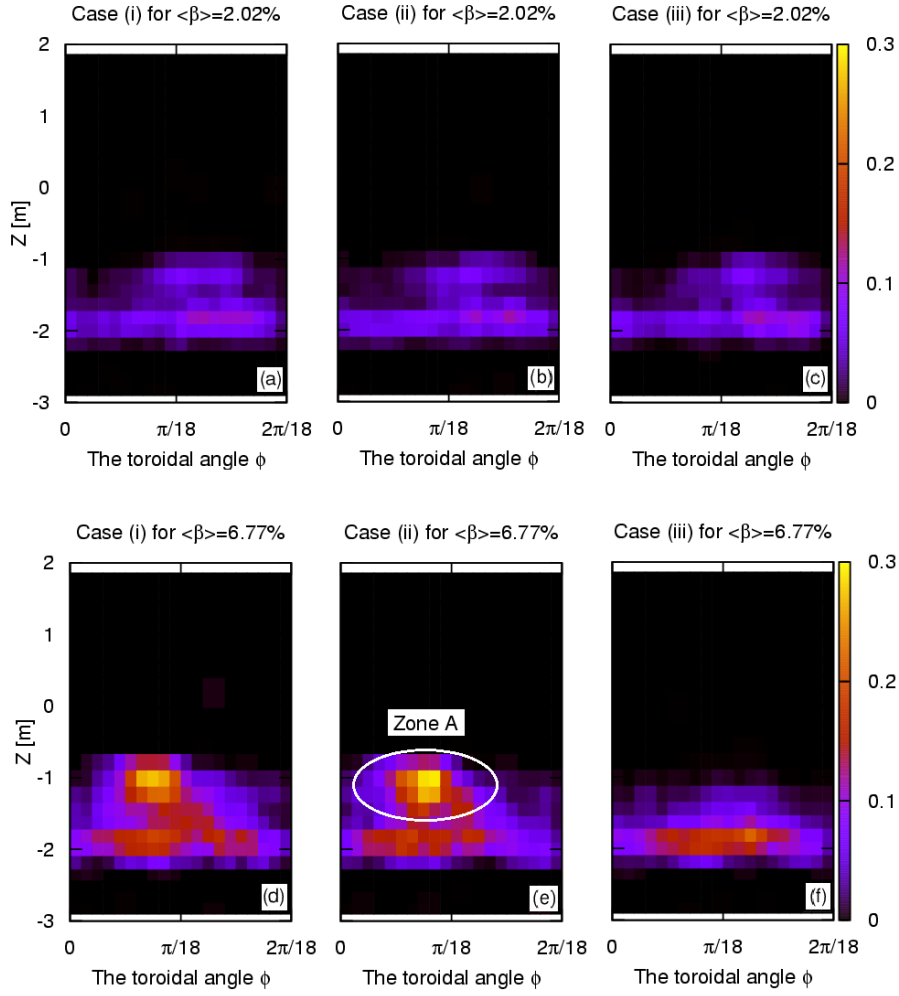 Case (i) for <β>=2.02%
Case (ii) for <β>=2.02%
Case (iii) for <β>=2.02%
2
1
0
-1
-2
-3
Z [m]
(a)
(b)
(c)
0.3
0.2
0.1
0
0 π/18 2π/18
0 π/18 2π/18
0 π/18 2π/18
The toroidal angle ϕ
The toroidal angle ϕ
The toroidal angle ϕ
Case (i) for <β>=6.77%
Case (ii) for <β>=6.77%
Case (iii) for <β>=6.77%
2
1
0
-1
-2
-3
Z [m]
Zone A
(d)
(e)
(f)
0.3
0.2
0.1
0
0 π/18 2π/18
0 π/18 2π/18
0 π/18 2π/18
The toroidal angle ϕ
The toroidal angle ϕ
The toroidal angle ϕ